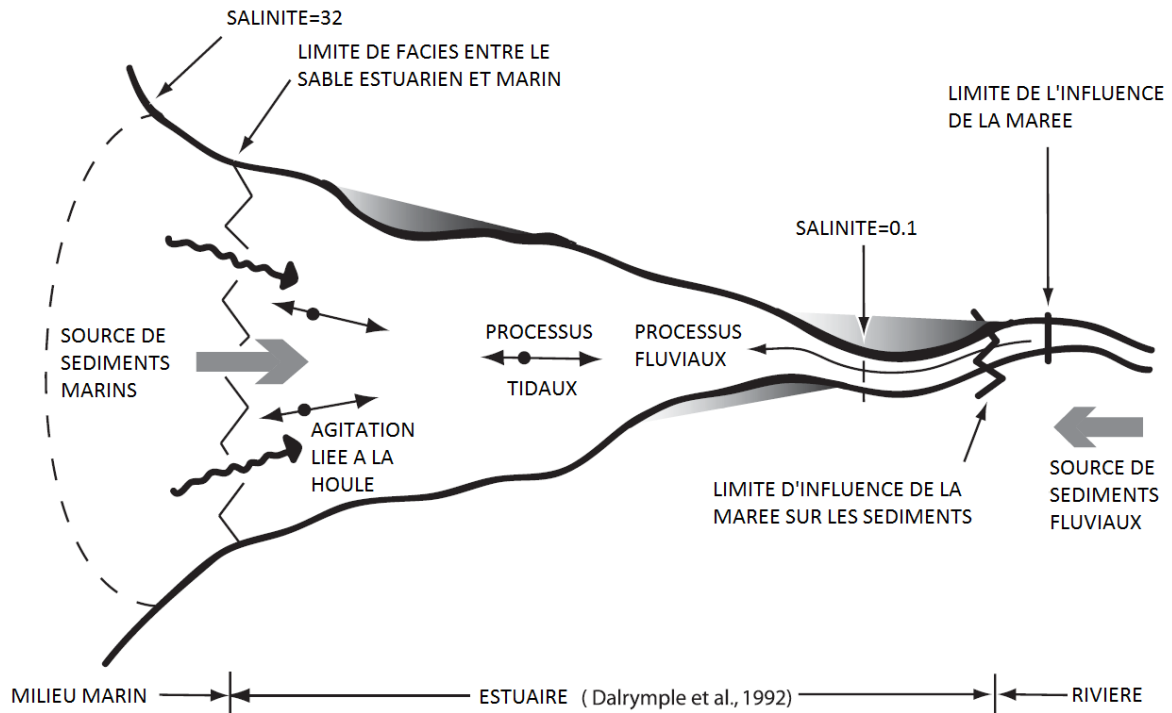 SALINITE=32
LIMITE DE FACIES ENTRE LE
SABLE ESTUARIEN ET MARIN
LIMITE DE L'INFLUENCE
DE LA MAREE
SALINITE=0.1
SOURCE DE
SEDIMENTS
MARINS
PROCESSUS
TIDAUX
PROCESSUS
FLUVIAUX
AGITATION
LIEE A LA
HOULE
LIMITE D'INFLUENCE DE LA
MAREE SUR LES SEDIMENTS
SOURCE DE
SEDIMENTS
FLUVIAUX
MILIEU MARIN
ESTUAIRE (Dalrymple et al., 1992)
RIVIERE